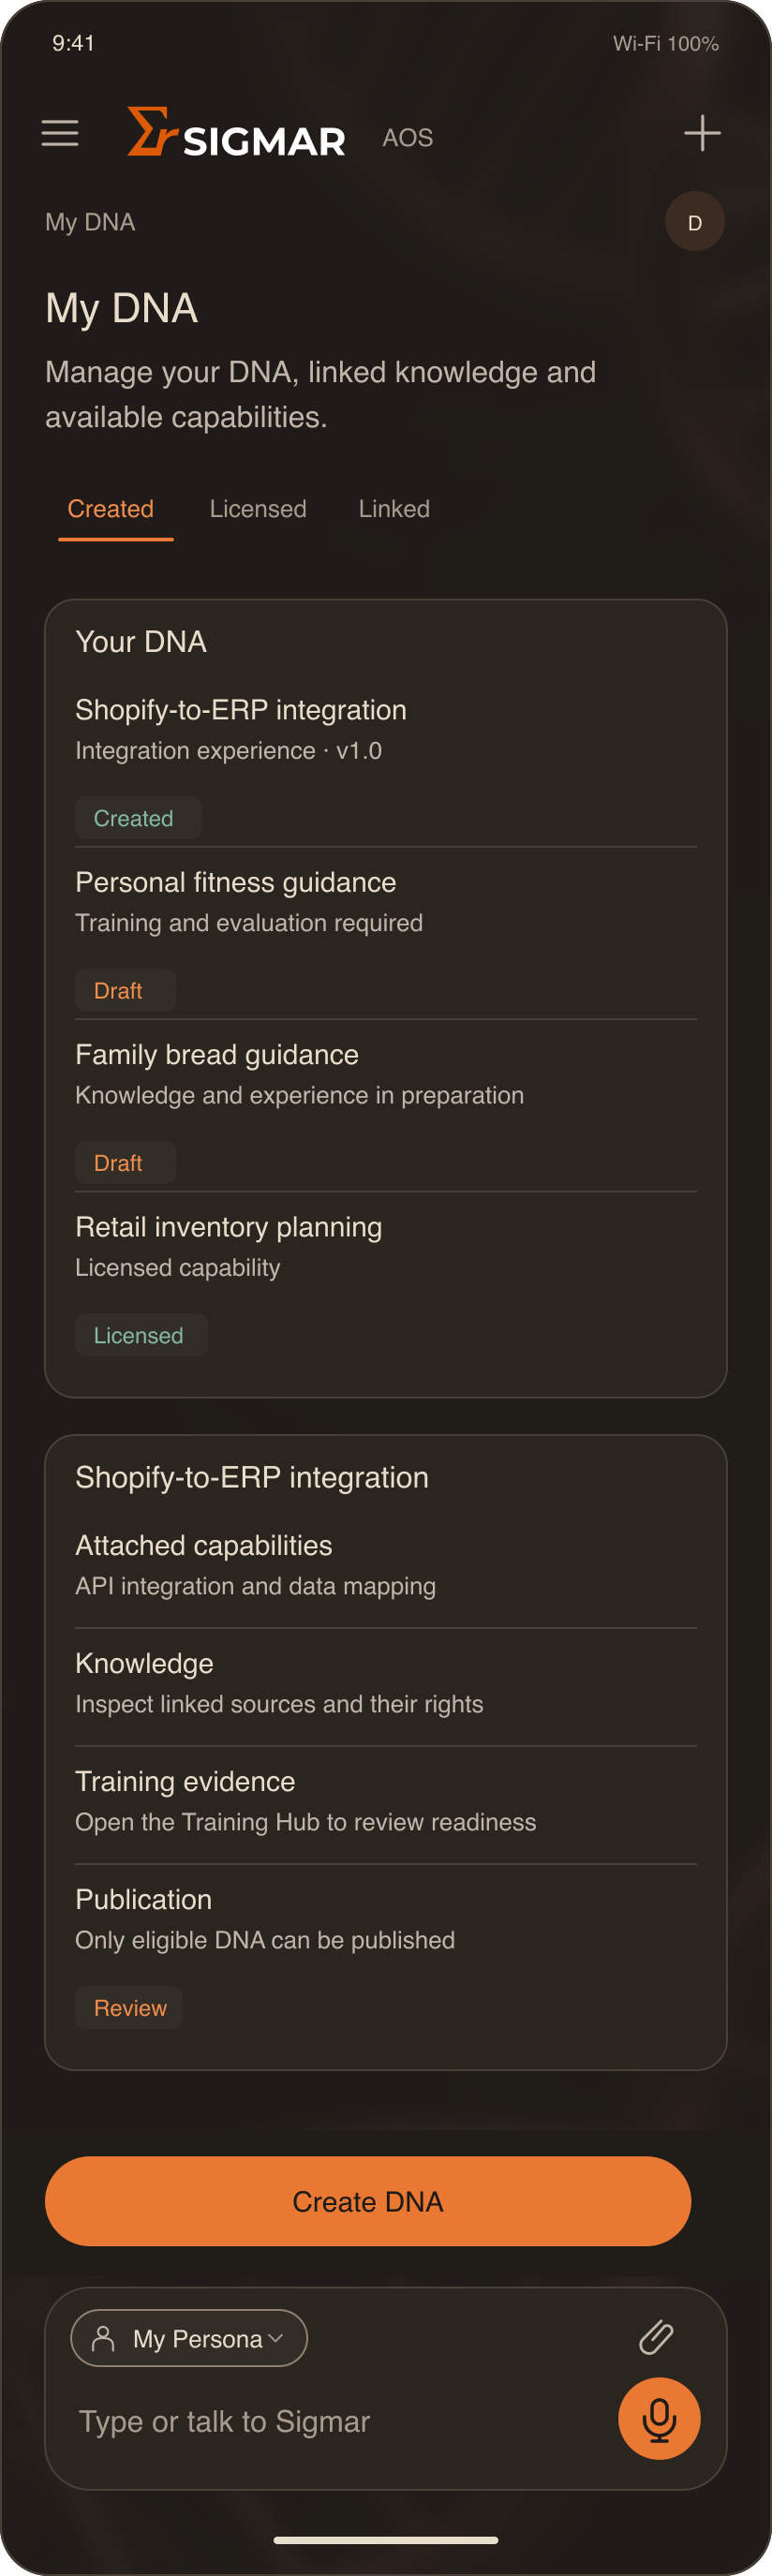 9:41
Wi-Fi 100%
Σr SIGMAR AOS
My DNA
D
My DNA
Manage your DNA, linked knowledge and
available capabilities.
Created Licensed Linked
Your DNA
Shopify-to-ERP integration
Integration experience · v1.0
Created
Personal fitness guidance
Training and evaluation required
Draft
Family bread guidance
Knowledge and experience in preparation
Draft
Retail inventory planning
Licensed capability
Licensed
Shopify-to-ERP integration
Attached capabilities
API integration and data mapping
Knowledge
Inspect linked sources and their rights
Training evidence
Open the Training Hub to review readiness
Publication
Only eligible DNA can be published
Review
Create DNA
My Persona
Type or talk to Sigmar